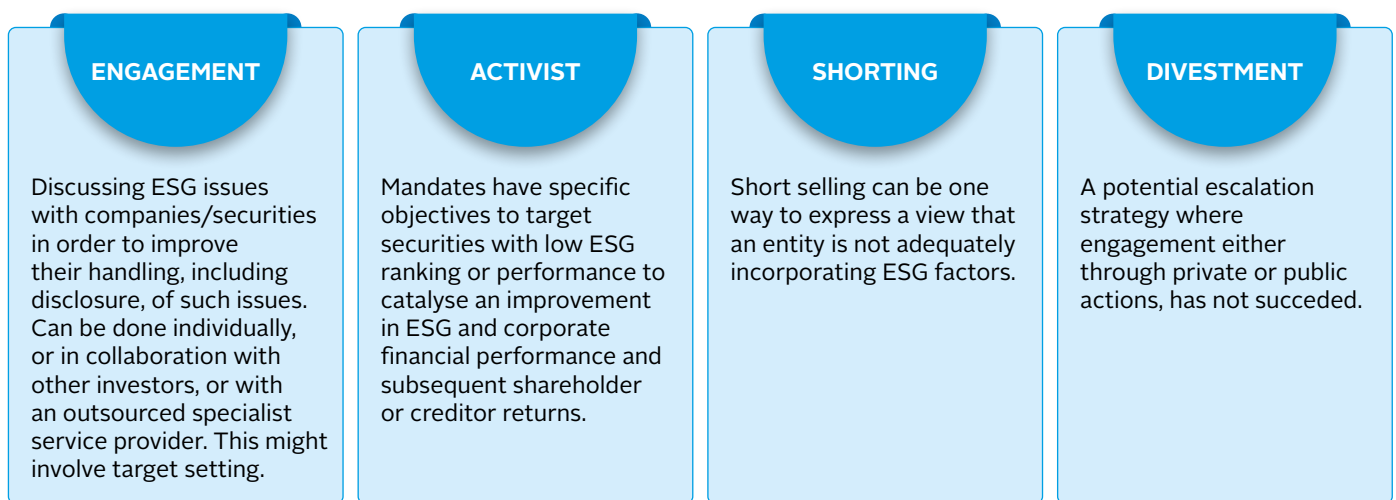 ENGAGEMENT
Discussing ESG issues
with companies/securities
in order to improve
their handling, including
disclosure, of such issues.
Can be done individually,
or in collaboration with
other investors, or with
an outsourced specialist
service provider. This might
involve target setting.
ACTIVIST
Mandates have specific
objectives to target
securities with low ESG
ranking or performance to
catalyse an improvement
in ESG and corporate
financial performance and
subsequent shareholder
or creditor returns.
SHORTING
Short selling can be one
way to express a view that
an entity is not adequately
incorporating ESG factors.
DIVESTMENT
A potential escalation
strategy where
engagement either
through private or public
actions, has not succeded.